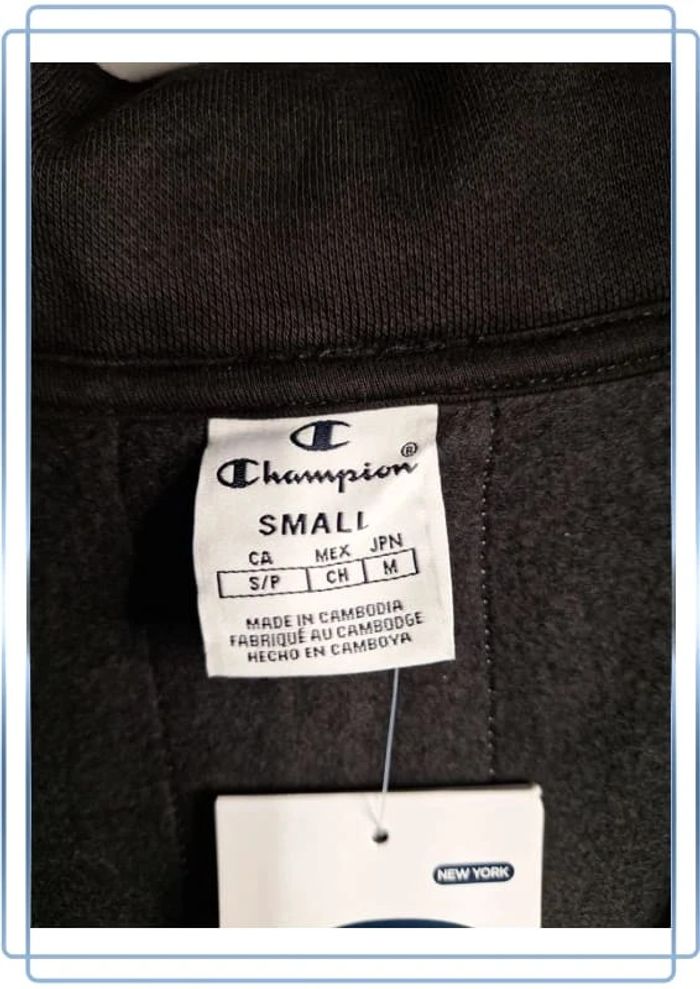 Champion®
SMALL
CA MEX JPN
S/P CH M
MADE IN CAMBODIA
FABRIQUÉ AU CAMBODGE
HECHO EN CAMBOYA
NEW YORK